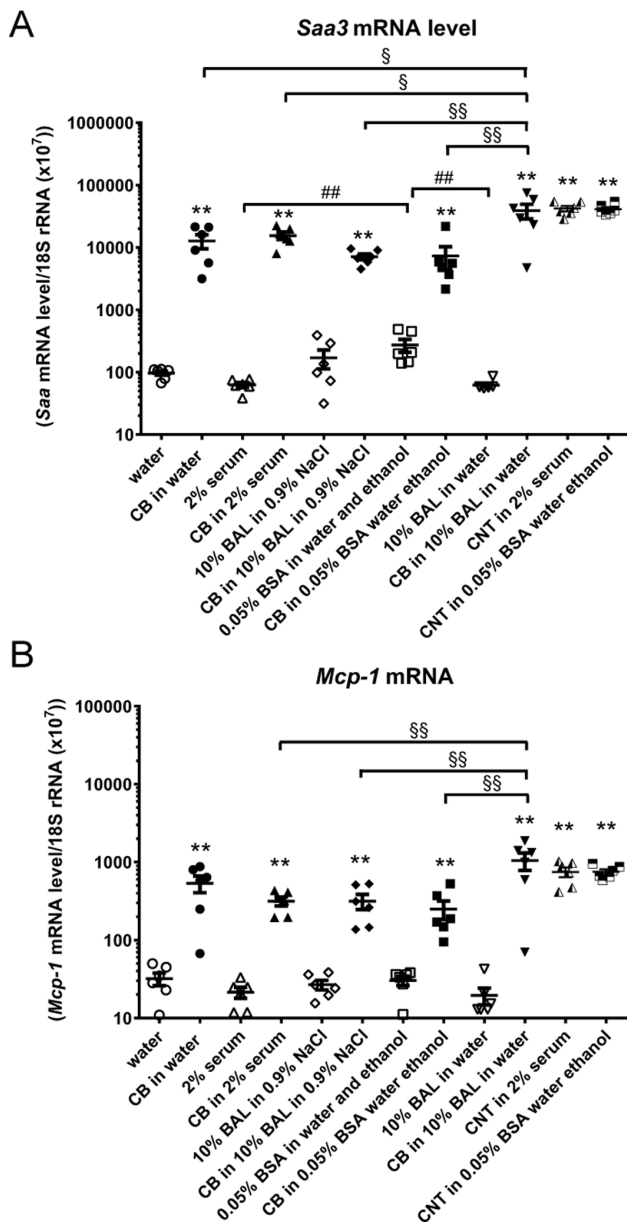 A
Saa3 mRNA level
§
§
§§
§§
##
##
** ** ** ** ** ** **
(Saa mRNA level/18S rRNA (x10⁷))
1000000
100000
10000
1000
100
10
water
CB in water
2% serum
CB in 2% serum
10% BAL in 0.9% NaCl
CB in 10% BAL in 0.9% NaCl
0.05% BSA in water and ethanol
CB in 0.05% BSA water ethanol
10% BAL in water
CB in 10% BAL in water
CNT in 2% serum
CNT in 0.05% BSA water ethanol
B
Mcp-1 mRNA
§§
§§
§§
** ** ** ** ** ** **
(Mcp-1 mRNA level/18S rRNA (x10⁷))
100000
10000
1000
100
10
water
CB in water
2% serum
CB in 2% serum
10% BAL in 0.9% NaCl
CB in 10% BAL in 0.9% NaCl
0.05% BSA in water and ethanol
CB in 0.05% BSA water ethanol
10% BAL in water
CB in 10% BAL in water
CNT in 2% serum
CNT in 0.05% BSA water ethanol